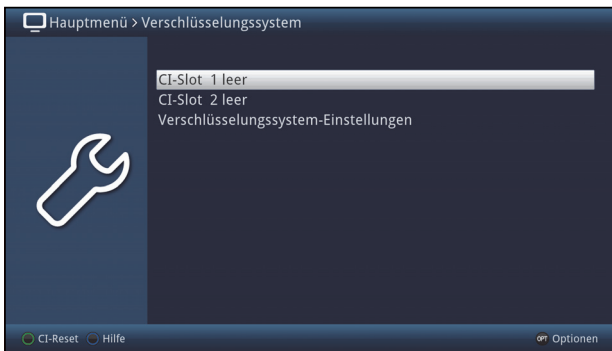 Hauptmenü > Verschlüsselungssystem
CI-Slot 1 leer
CI-Slot 2 leer
Verschlüsselungssystem-Einstellungen
CI-Reset Hilfe OPT Optionen